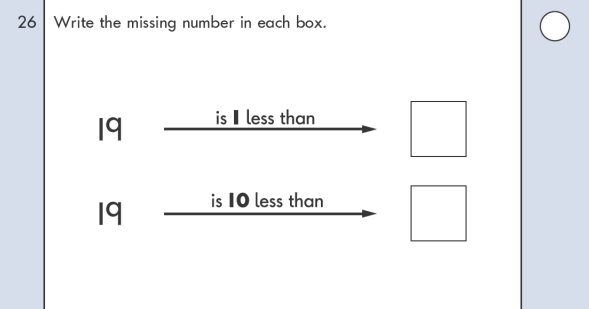 26 Write the missing number in each box.
19 is 1 less than
19 is 10 less than